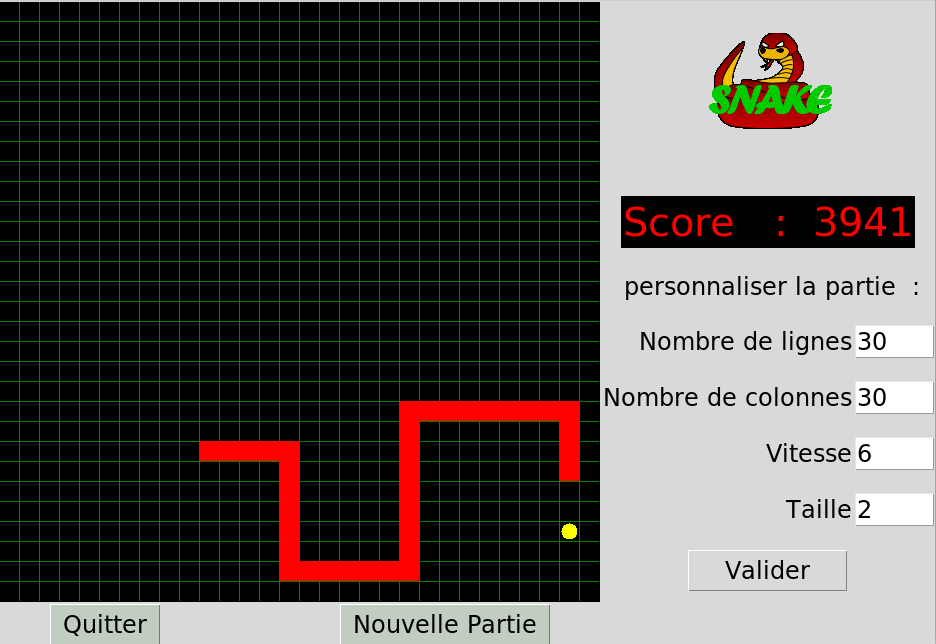 SNAKE
Score : 3941
personnaliser la partie :
Nombre de lignes 30
Nombre de colonnes 30
Vitesse 6
Taille 2
Valider
Quitter Nouvelle Partie